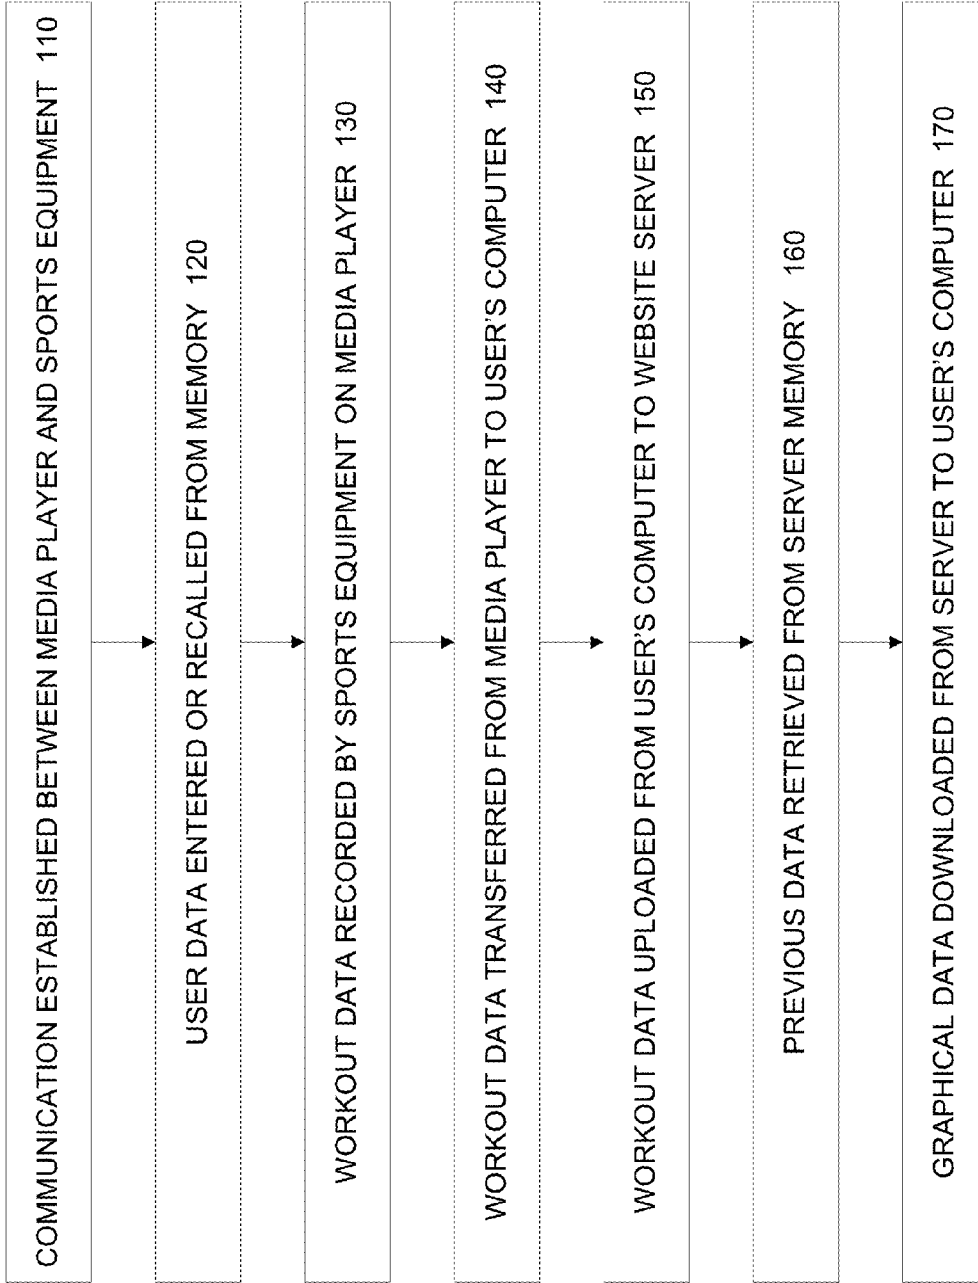 COMMUNICATION ESTABLISHED BETWEEN MEDIA PLAYER AND SPORTS EQUIPMENT 110
USER DATA ENTERED OR RECALLED FROM MEMORY 120
WORKOUT DATA RECORDED BY SPORTS EQUIPMENT ON MEDIA PLAYER 130
WORKOUT DATA TRANSFERRED FROM MEDIA PLAYER TO USER'S COMPUTER 140
WORKOUT DATA UPLOADED FROM USER'S COMPUTER TO WEBSITE SERVER 150
PREVIOUS DATA RETRIEVED FROM SERVER MEMORY 160
GRAPHICAL DATA DOWNLOADED FROM SERVER TO USER'S COMPUTER 170